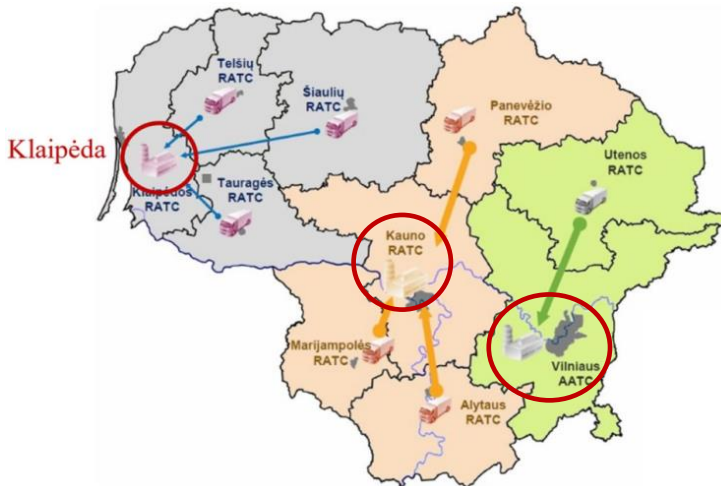 Telšių
RATC
Šiaulių
RATC
Panevėžio
RATC
Klaipėda
Utenos
RATC
Klaipėdos
RATC
Tauragės
RATC
Kauno
RATC
Marijampolės
RATC
Vilniaus
AATC
Alytaus
RATC